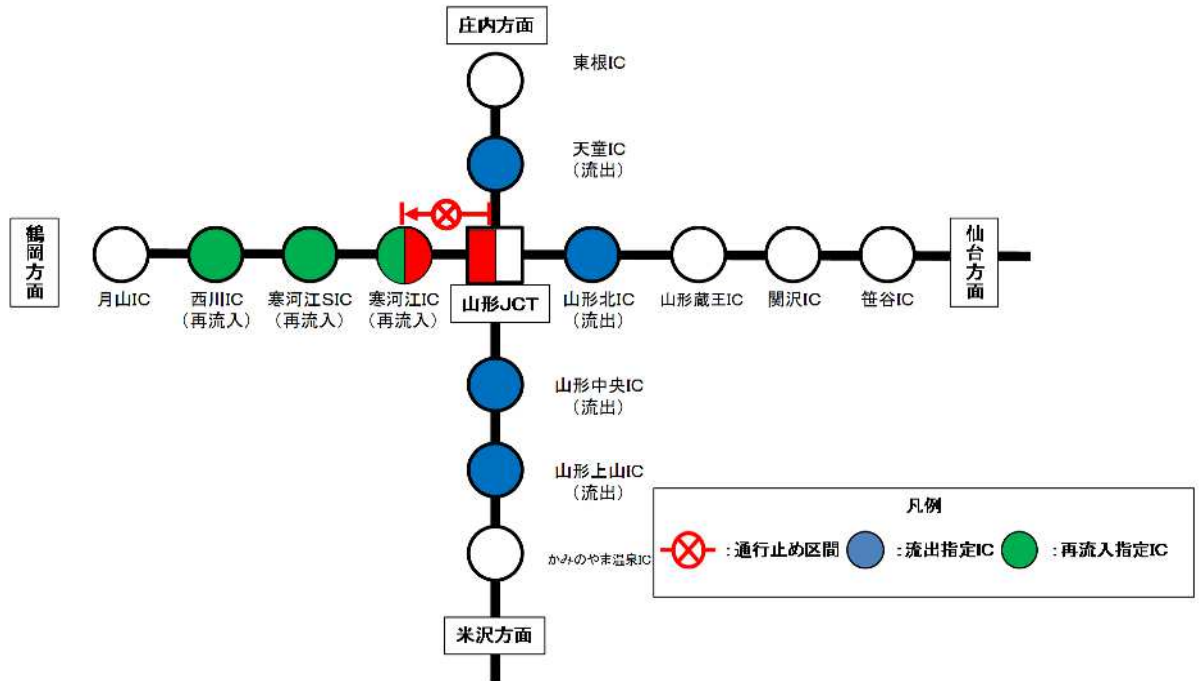 庄内方面
東根IC
天童IC
（流出）
鶴岡方面
仙台方面
月山IC
西川IC
（再流入）
寒河江SIC
（再流入）
寒河江IC
（再流入）
山形JCT
山形北IC
（流出）
山形蔵王IC
関沢IC
笹谷IC
山形中央IC
（流出）
山形上山IC
（流出）
かみのやま温泉IC
米沢方面
凡例
：通行止め区間
：流出指定IC
：再流入指定IC